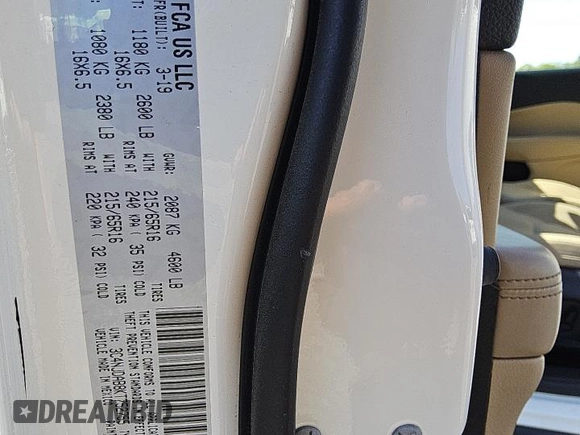 FCA US LLC
FR(BUILT): 3-19 GVWR: 2087 KG 4600 LB
FT: 1180 KG 2600 LB WITH 215/65R16 TIRES
16X6.5 RIMS AT 240 KPA ( 35 PSI) COLD
1080 KG 2380 LB WITH 215/65R16 TIRES
16X6.5 RIMS AT 220 KPA ( 32 PSI) COLD
THIS VEHICLE CONFORMS TO
THEFT PREVENTION STANDARDS
VEHICLE MADE IN MEXICO
DREAMBID